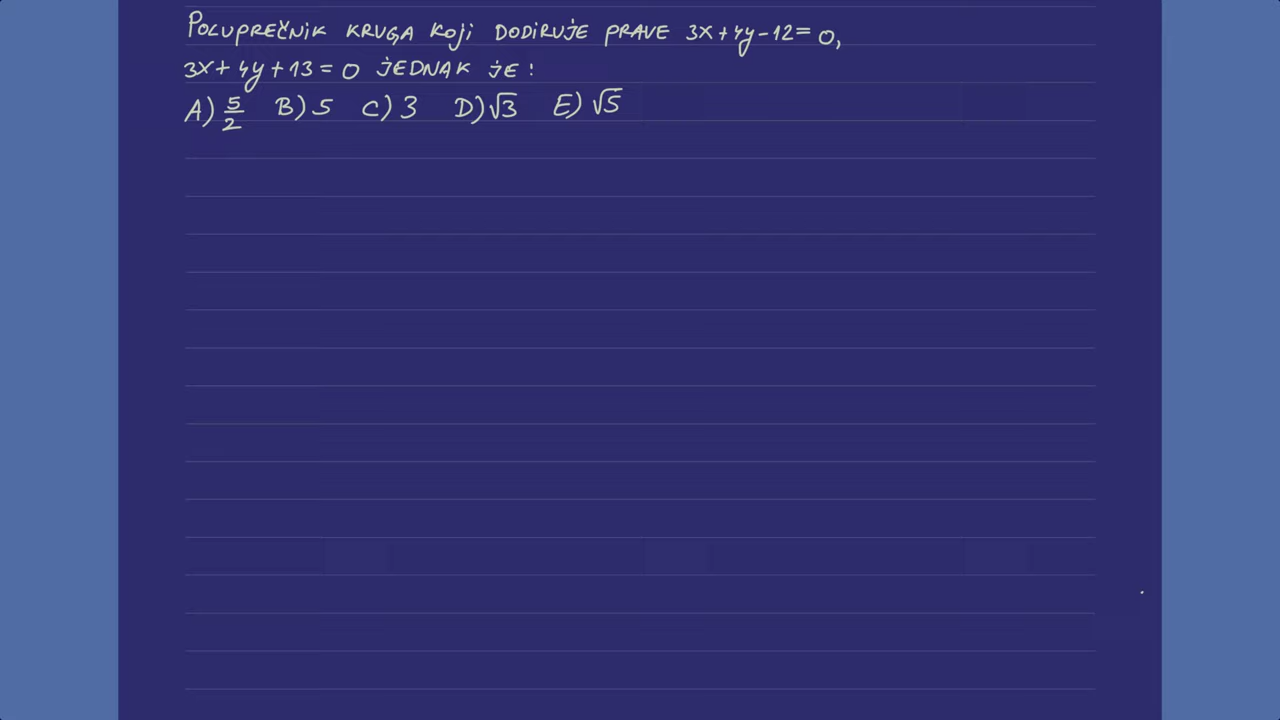 POLUPREČNIK KRUGA KOJI DODIRUJE PRAVE 3x+4y-12=0,
3x+4y+13=0 JEDNAK JE:
A) 5/2 B) 5 C) 3 D) √3 E) √5